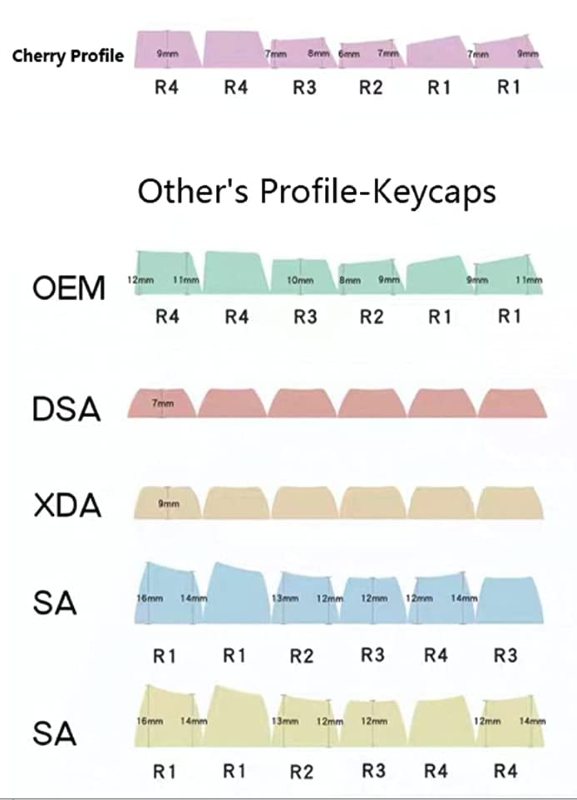 Cherry Profile 9mm 7mm 8mm 6mm 7mm 7mm 9mm
R4 R4 R3 R2 R1 R1
Other's Profile-Keycaps
OEM 12mm 11mm 10mm 8mm 9mm 9mm 11mm
R4 R4 R3 R2 R1 R1
DSA 7mm
XDA 9mm
SA 16mm 14mm 13mm 12mm 12mm 12mm 14mm
R1 R1 R2 R3 R4 R3
SA 16mm 14mm 13mm 12mm 12mm 12mm 14mm
R1 R1 R2 R3 R4 R4